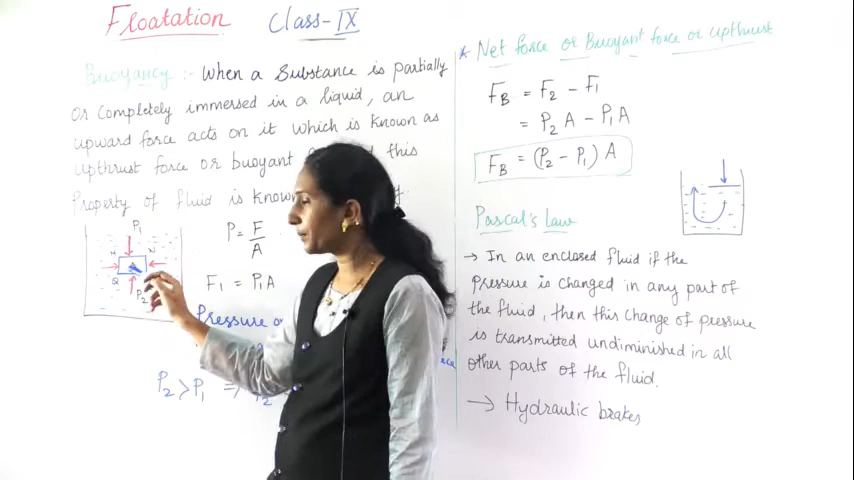 Floatation Class-IX
Buoyancy :- When a Substance is partially
Or Completely immersed in a liquid, an
upward force acts on it which is known as
Upthrust force or buoyant this
Property of fluid is known
P1
P = F/A
F1 = P1A
P2
Pressure
P2 > P1 ⇒ P2
* Net force or Buoyant force or upthrust
FB = F2 - F1
= P2 A - P1 A
FB = (P2 - P1) A
Pascal's Law
→ In an enclosed fluid if the
pressure is changed in any part of
the fluid, then this change of pressure
is transmitted undiminished in all
other parts of the fluid.
→ Hydraulic brakes